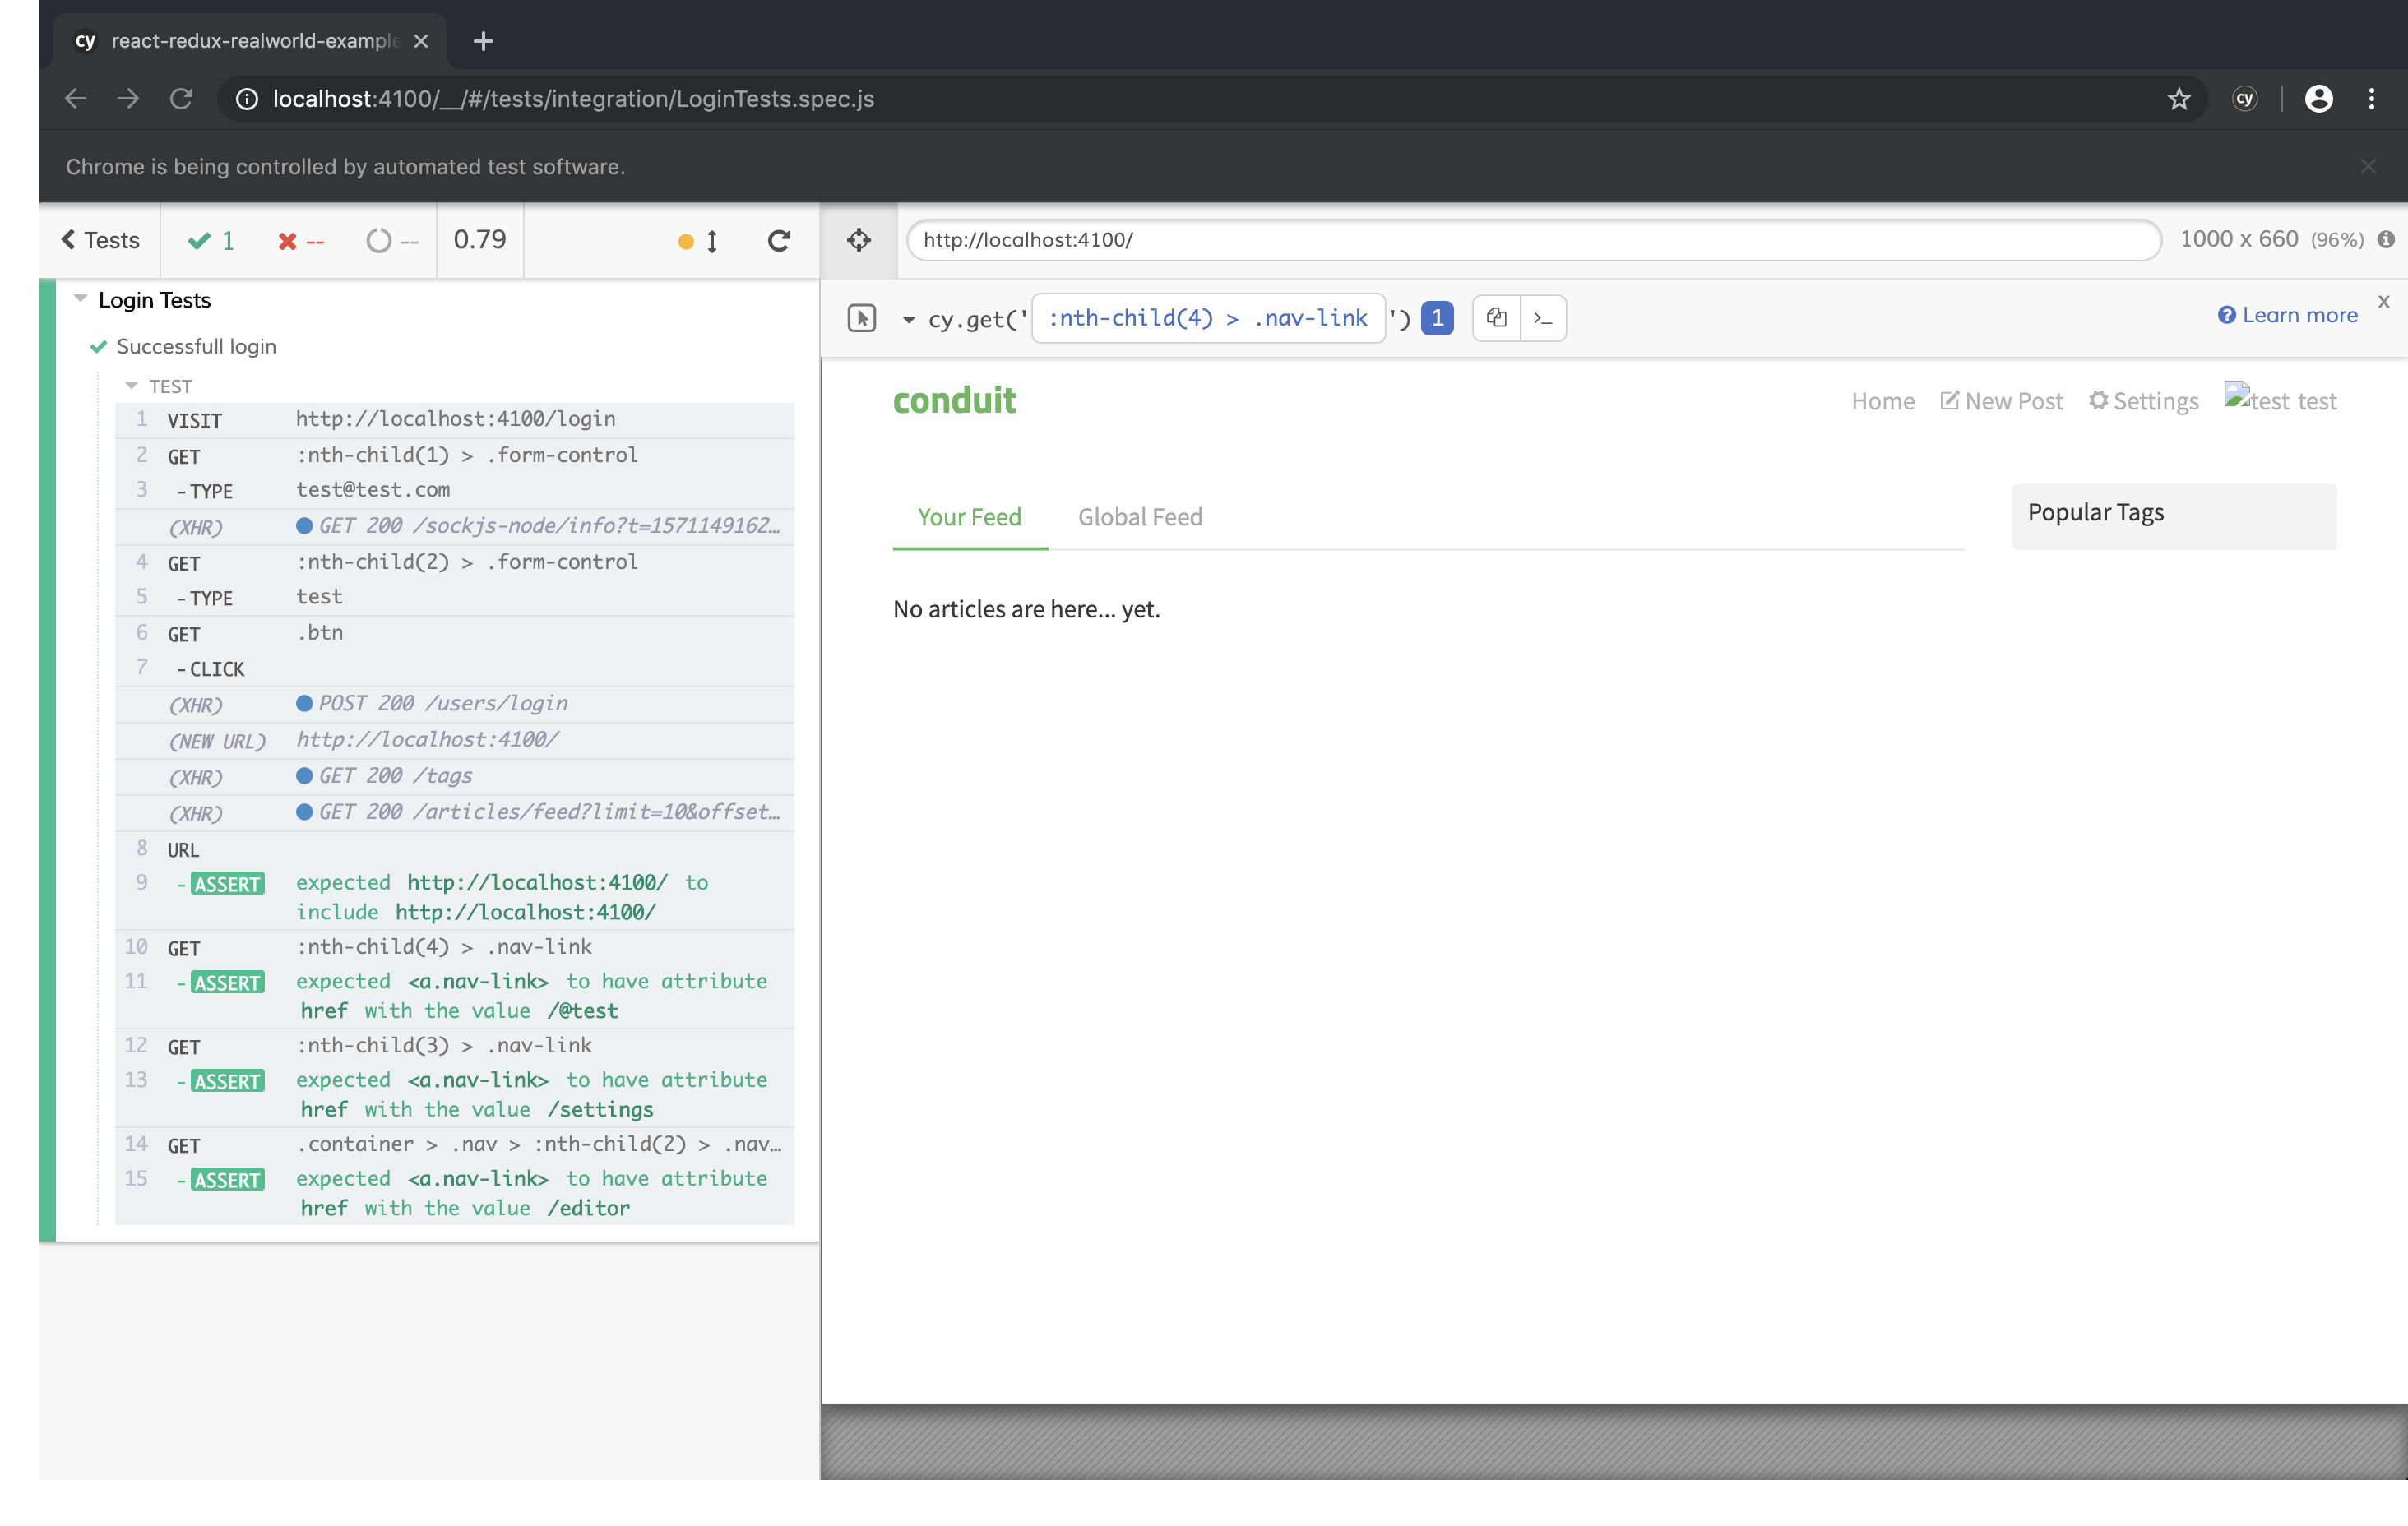 cy react-redux-realworld-example
localhost:4100/__/#/tests/integration/LoginTests.spec.js
cy
Chrome is being controlled by automated test software.
Tests 1 -- -- 0.79
http://localhost:4100/ 1000 x 660 (96%)
cy.get(' :nth-child(4) > .nav-link ') 1 >_ Learn more x
Login Tests
Successfull login
TEST
1 VISIT http://localhost:4100/login
2 GET :nth-child(1) > .form-control
3 -TYPE test@test.com
(XHR) GET 200 /sockjs-node/info?t=1571149162…
4 GET :nth-child(2) > .form-control
5 -TYPE test
6 GET .btn
7 -CLICK
(XHR) POST 200 /users/login
(NEW URL) http://localhost:4100/
(XHR) GET 200 /tags
(XHR) GET 200 /articles/feed?limit=10&offset…
8 URL
9 -ASSERT expected http://localhost:4100/ to
include http://localhost:4100/
10 GET :nth-child(4) > .nav-link
11 -ASSERT expected <a.nav-link> to have attribute
href with the value /@test
12 GET :nth-child(3) > .nav-link
13 -ASSERT expected <a.nav-link> to have attribute
href with the value /settings
14 GET .container > .nav > :nth-child(2) > .nav…
15 -ASSERT expected <a.nav-link> to have attribute
href with the value /editor
conduit
Home New Post Settings test test
Your Feed Global Feed
Popular Tags
No articles are here... yet.